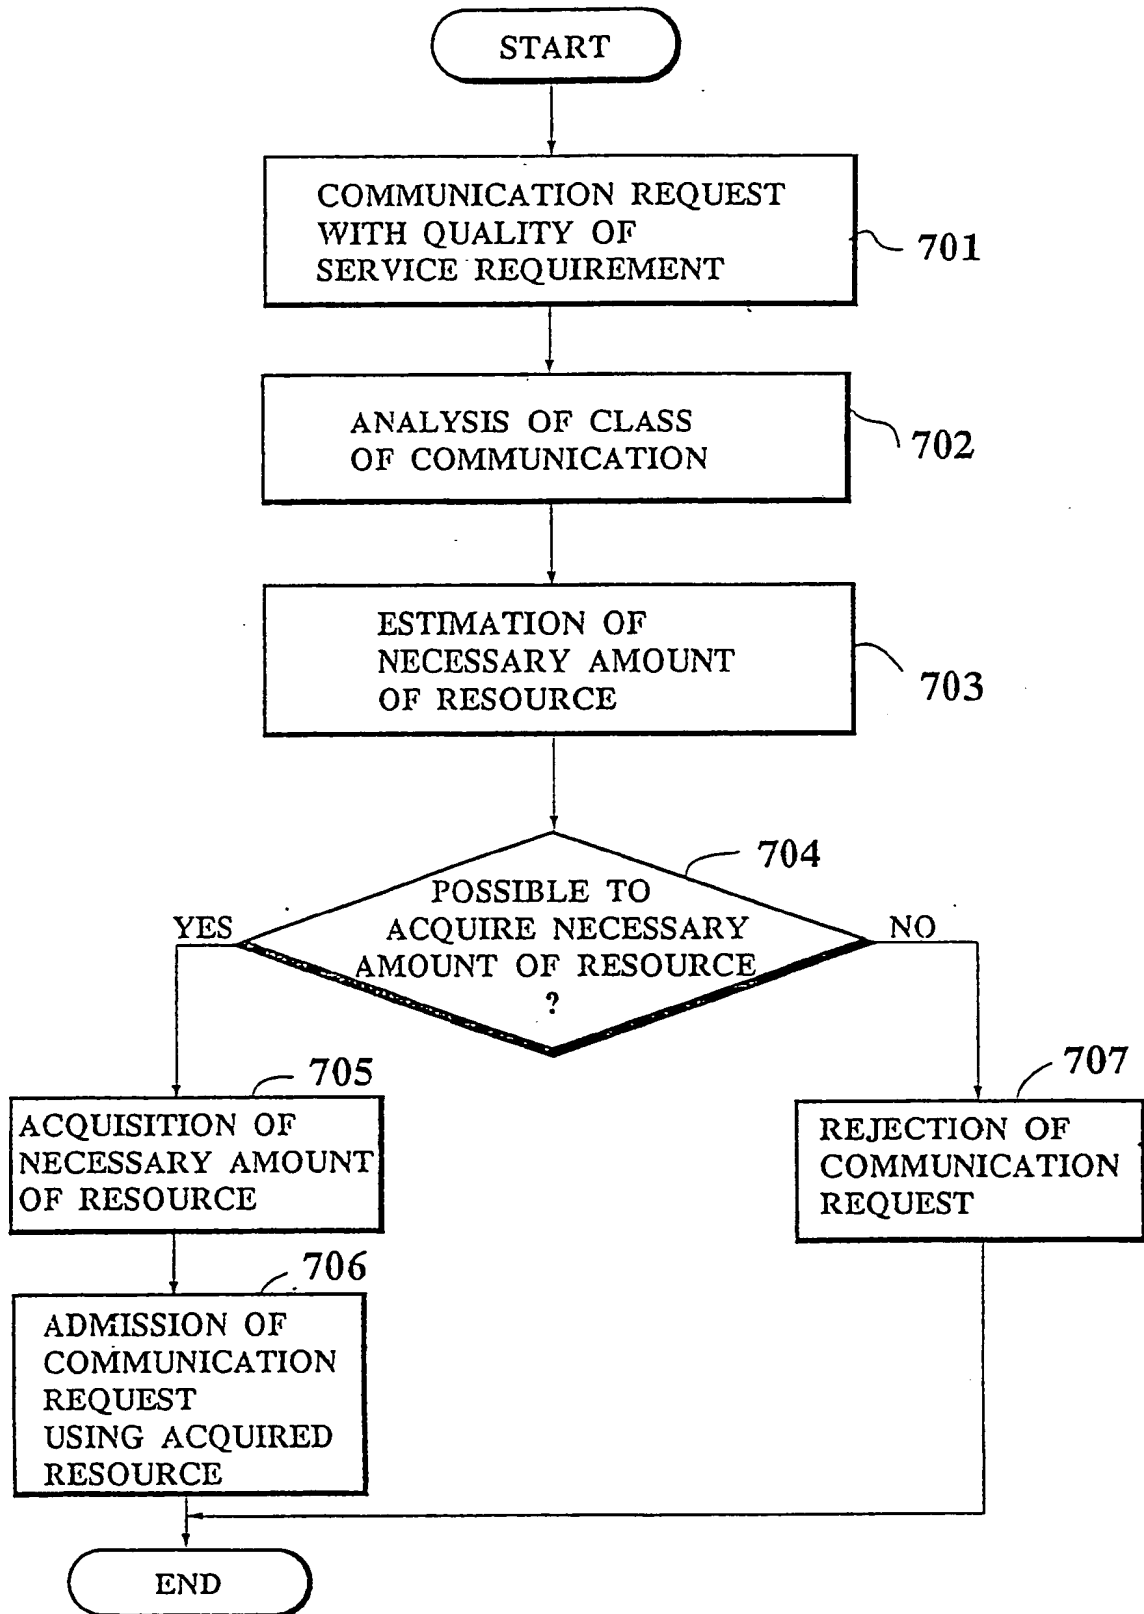 START
COMMUNICATION REQUEST
WITH QUALITY OF
SERVICE REQUIREMENT
701
ANALYSIS OF CLASS
OF COMMUNICATION
702
ESTIMATION OF
NECESSARY AMOUNT
OF RESOURCE
703
704
POSSIBLE TO
ACQUIRE NECESSARY
AMOUNT OF RESOURCE
?
YES
NO
705
ACQUISITION OF
NECESSARY AMOUNT
OF RESOURCE
707
REJECTION OF
COMMUNICATION
REQUEST
706
ADMISSION OF
COMMUNICATION
REQUEST
USING ACQUIRED
RESOURCE
END